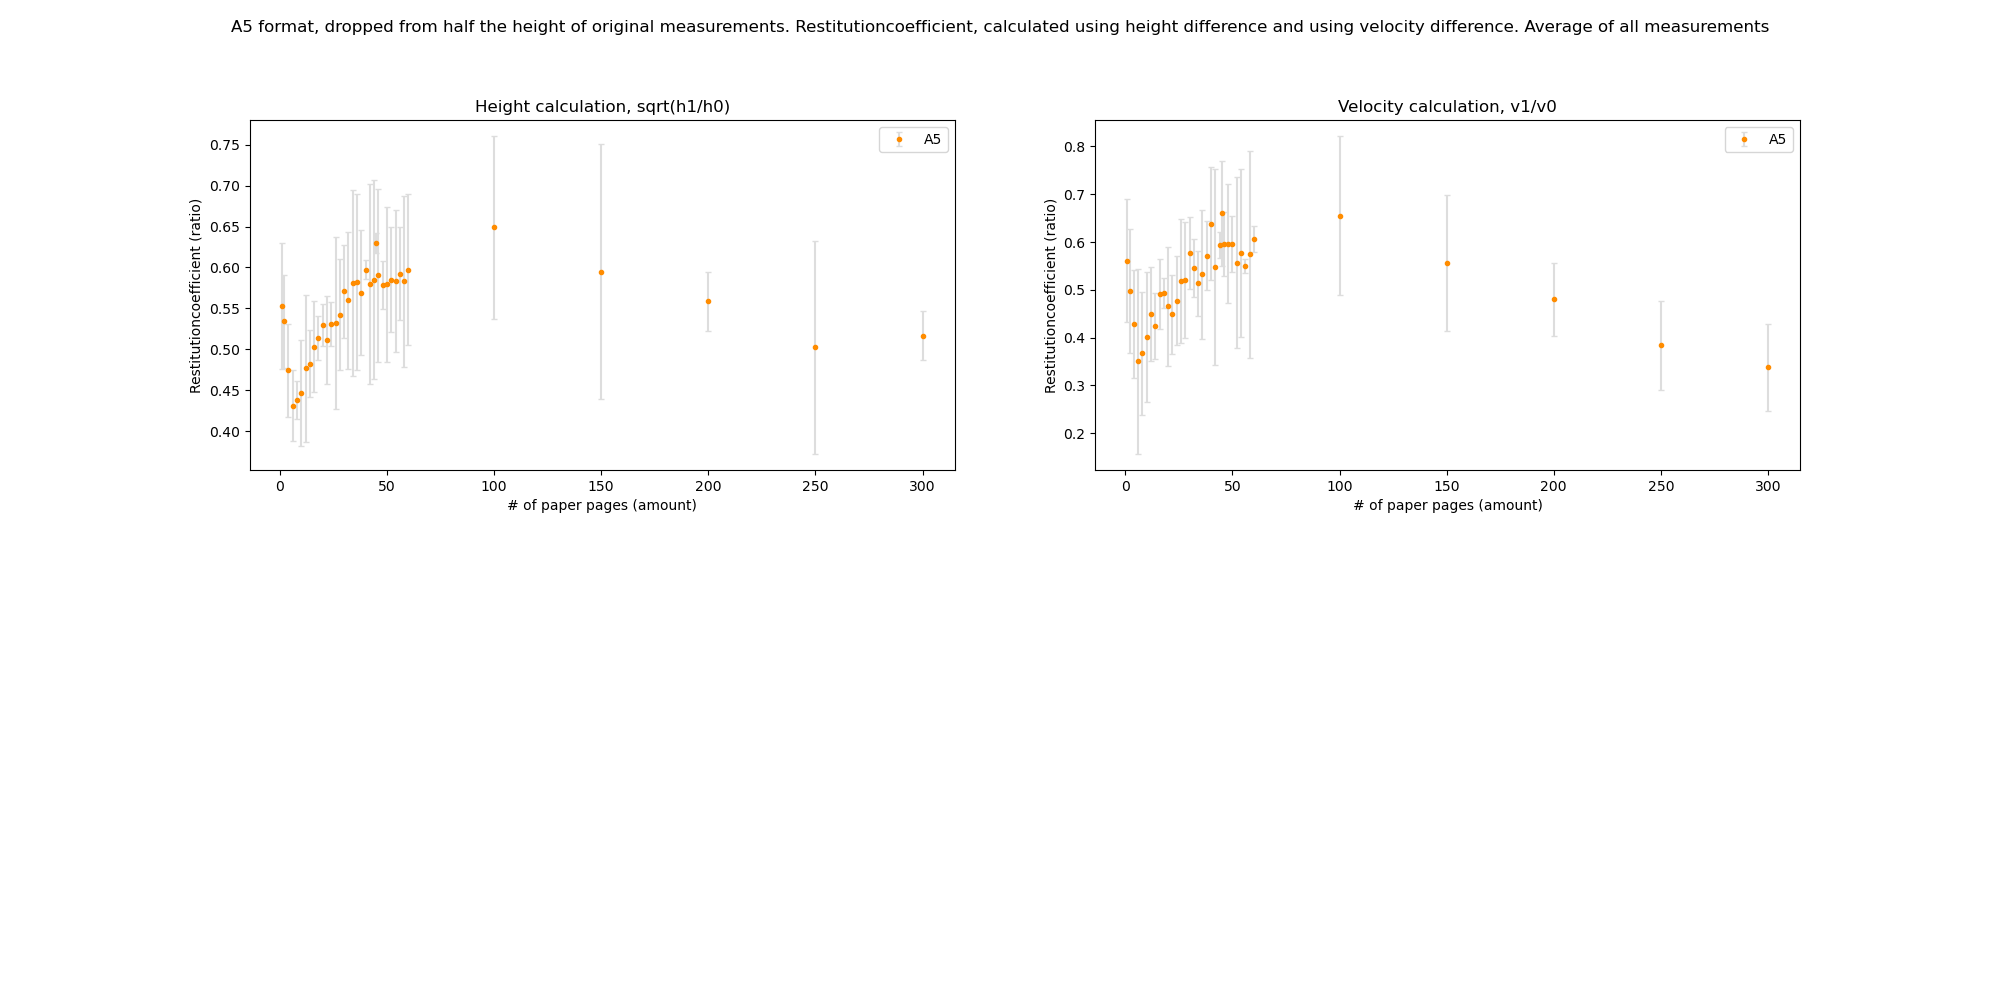 A5 format, dropped from half the height of original measurements. Restitutioncoefficient, calculated using height difference and using velocity difference. Average of all measurements
Height calculation, sqrt(h1/h0)
A5
Restitutioncoefficient (ratio)
0.75
0.70
0.65
0.60
0.55
0.50
0.45
0.40
0 50 100 150 200 250 300
# of paper pages (amount)
Velocity calculation, v1/v0
A5
Restitutioncoefficient (ratio)
0.8
0.7
0.6
0.5
0.4
0.3
0.2
0 50 100 150 200 250 300
# of paper pages (amount)